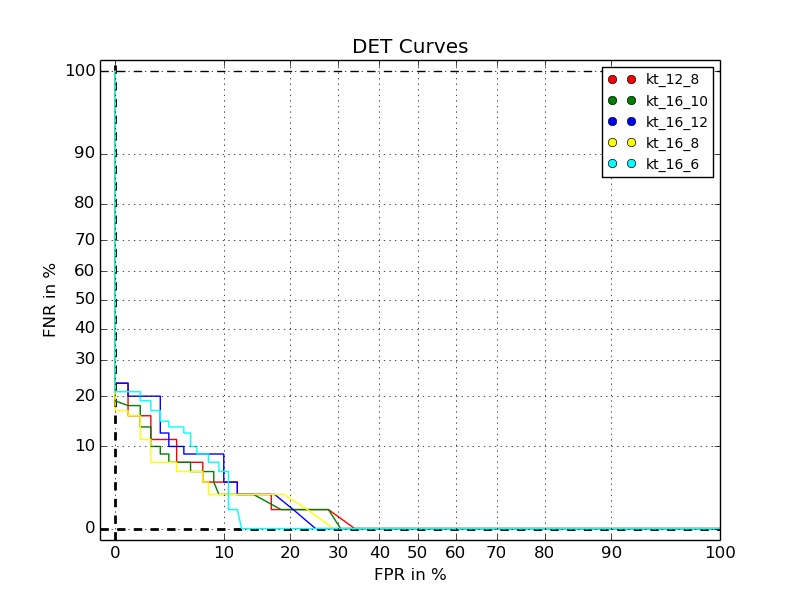 DET Curves
kt_12_8
kt_16_10
kt_16_12
kt_16_8
kt_16_6
FNR in %
100
90
80
70
60
50
40
30
20
10
0
0 10 20 30 40 50 60 70 80 90 100
FPR in %